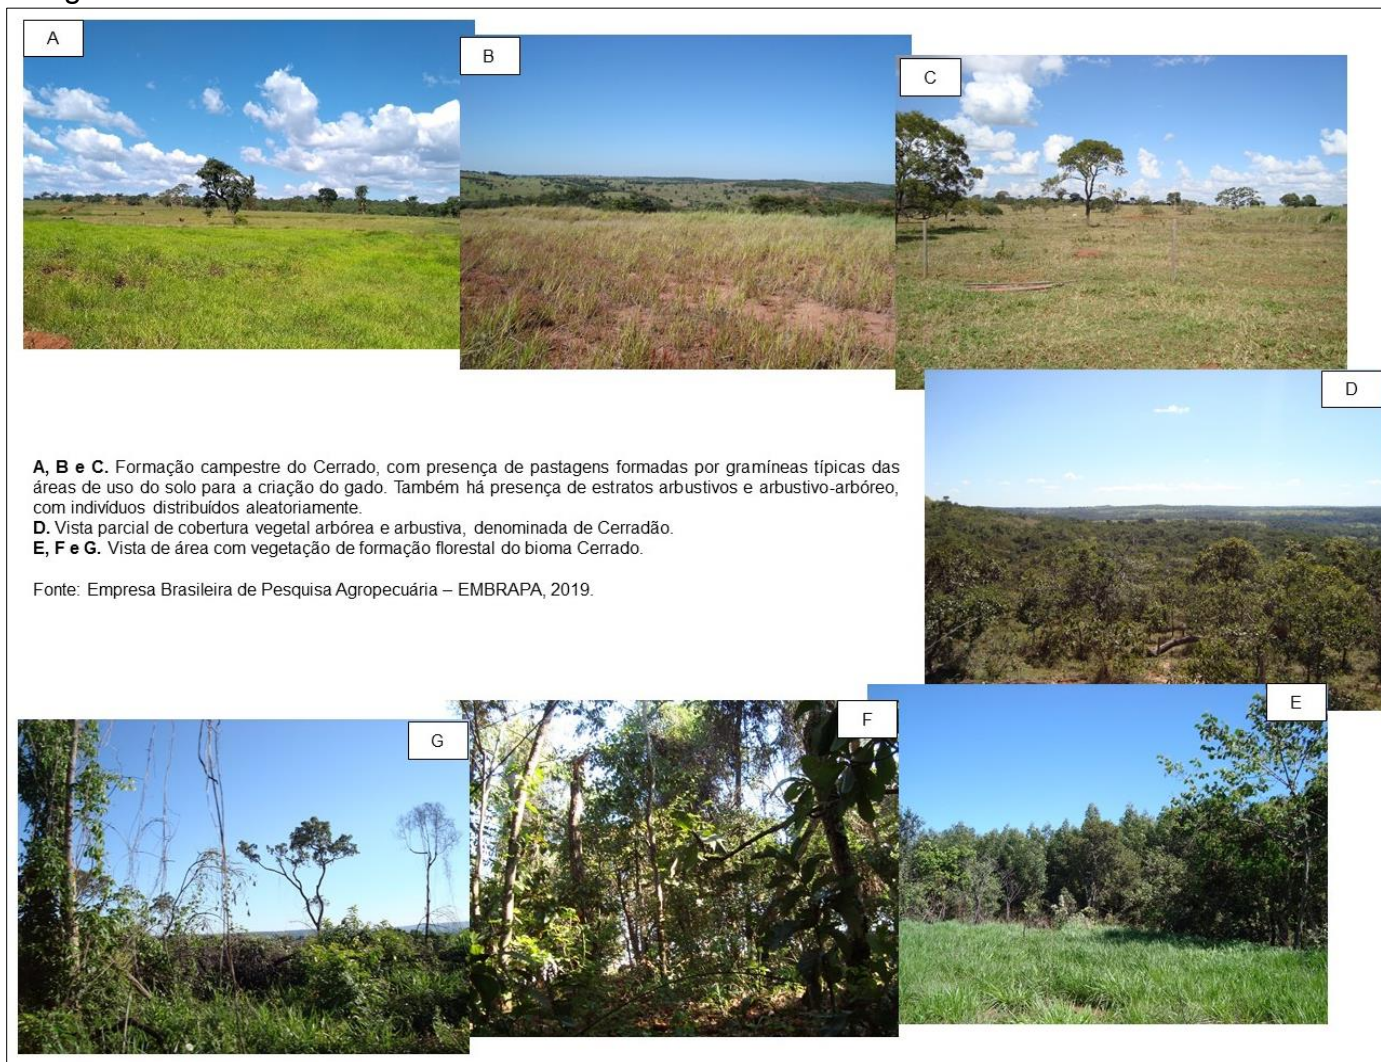 A
B
C
D
A, B e C. Formação campestre do Cerrado, com presença de pastagens formadas por gramíneas típicas das
áreas de uso do solo para a criação do gado. Também há presença de estratos arbustivos e arbustivo-arbóreo,
com indivíduos distribuídos aleatoriamente.
D. Vista parcial de cobertura vegetal arbórea e arbustiva, denominada de Cerradão.
E, F e G. Vista de área com vegetação de formação florestal do bioma Cerrado.
Fonte: Empresa Brasileira de Pesquisa Agropecuária – EMBRAPA, 2019.
G
F
E